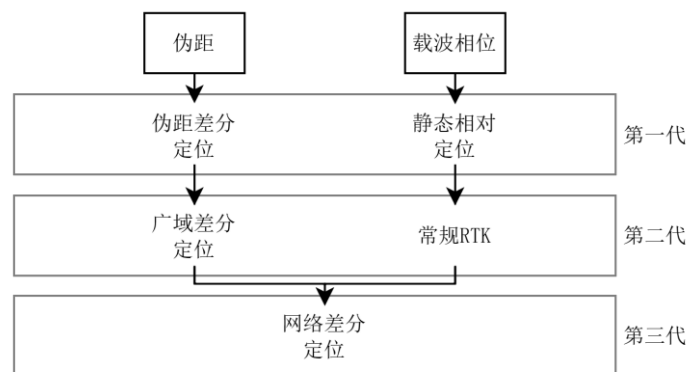 伪距
载波相位
伪距差分
定位
静态相对
定位
第一代
广域差分
定位
常规RTK
第二代
网络差分
定位
第三代